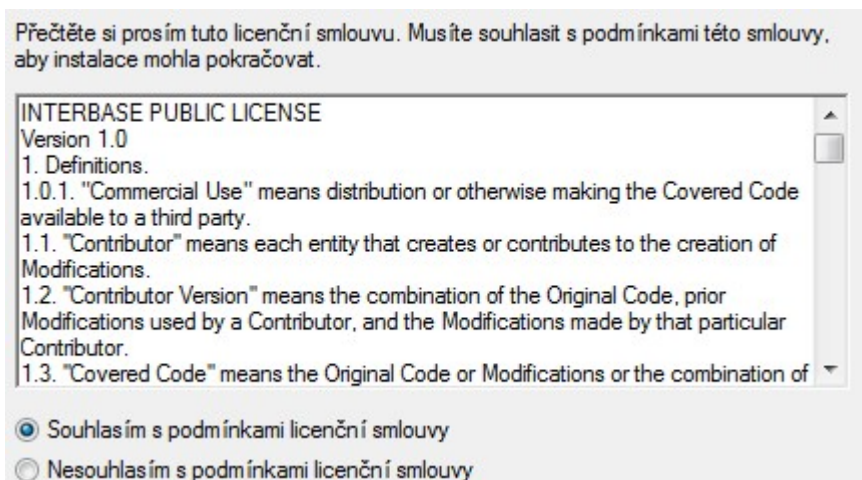 Přečtěte si prosím tuto licenční smlouvu. Musíte souhlasit s podmínkami této smlouvy,
aby instalace mohla pokračovat.
INTERBASE PUBLIC LICENSE
Version 1.0
1. Definitions.
1.0.1. "Commercial Use" means distribution or otherwise making the Covered Code
available to a third party.
1.1. "Contributor" means each entity that creates or contributes to the creation of
Modifications.
1.2. "Contributor Version" means the combination of the Original Code, prior
Modifications used by a Contributor, and the Modifications made by that particular
Contributor.
1.3. "Covered Code" means the Original Code or Modifications or the combination of
Souhlasím s podmínkami licenční smlouvy
Nesouhlasím s podmínkami licenční smlouvy